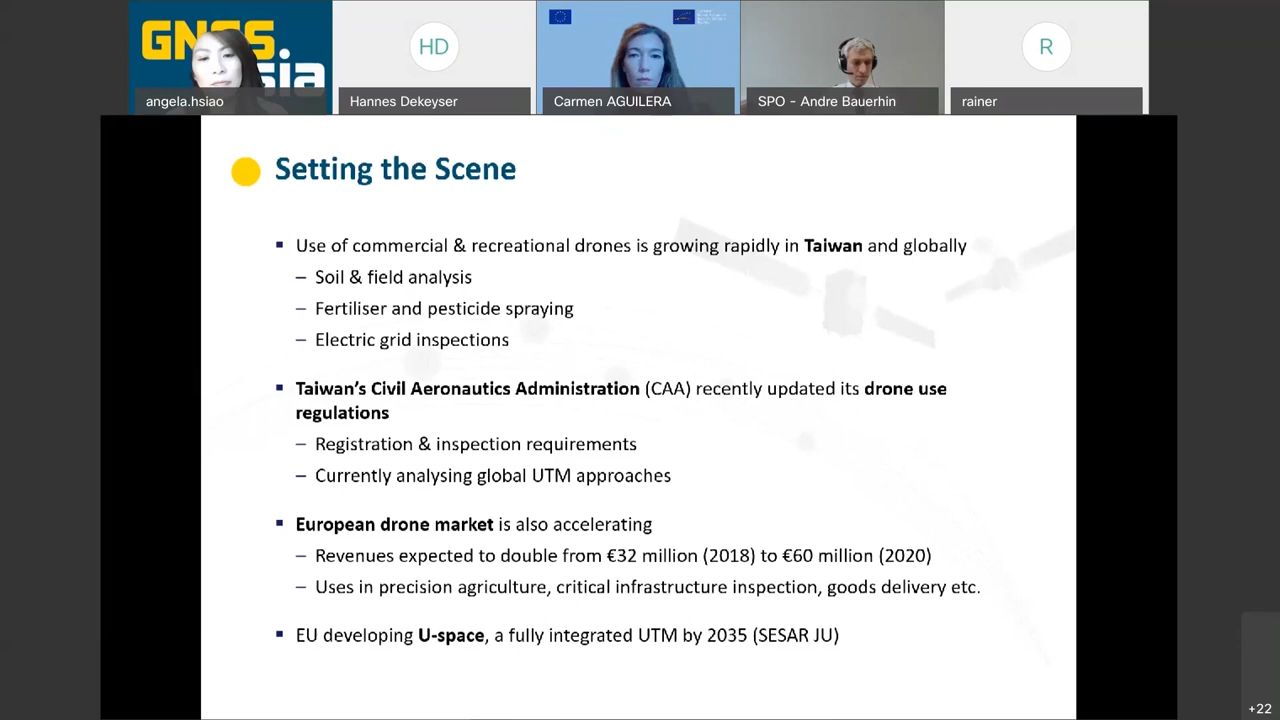 GNSS
sia
HD
R
angela.hsiao
Hannes Dekeyser
Carmen AGUILERA
SPO - Andre Bauerhin
rainer
Setting the Scene
▪ Use of commercial & recreational drones is growing rapidly in Taiwan and globally
– Soil & field analysis
– Fertiliser and pesticide spraying
– Electric grid inspections
▪ Taiwan’s Civil Aeronautics Administration (CAA) recently updated its drone use
regulations
– Registration & inspection requirements
– Currently analysing global UTM approaches
▪ European drone market is also accelerating
– Revenues expected to double from €32 million (2018) to €60 million (2020)
– Uses in precision agriculture, critical infrastructure inspection, goods delivery etc.
▪ EU developing U-space, a fully integrated UTM by 2035 (SESAR JU)
+22